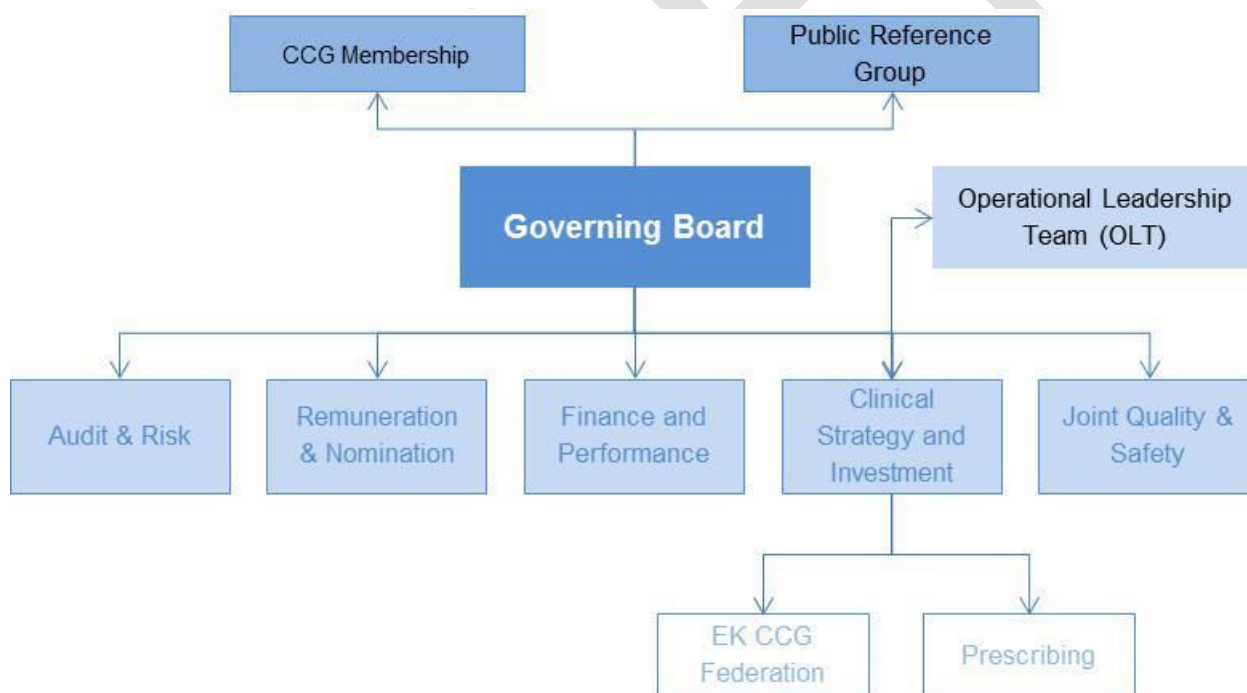 CCG Membership
Public Reference
Group
Governing Board
Operational Leadership
Team (OLT)
Audit & Risk
Remuneration
& Nomination
Finance and
Performance
Clinical
Strategy and
Investment
Joint Quality &
Safety
EK CCG
Federation
Prescribing